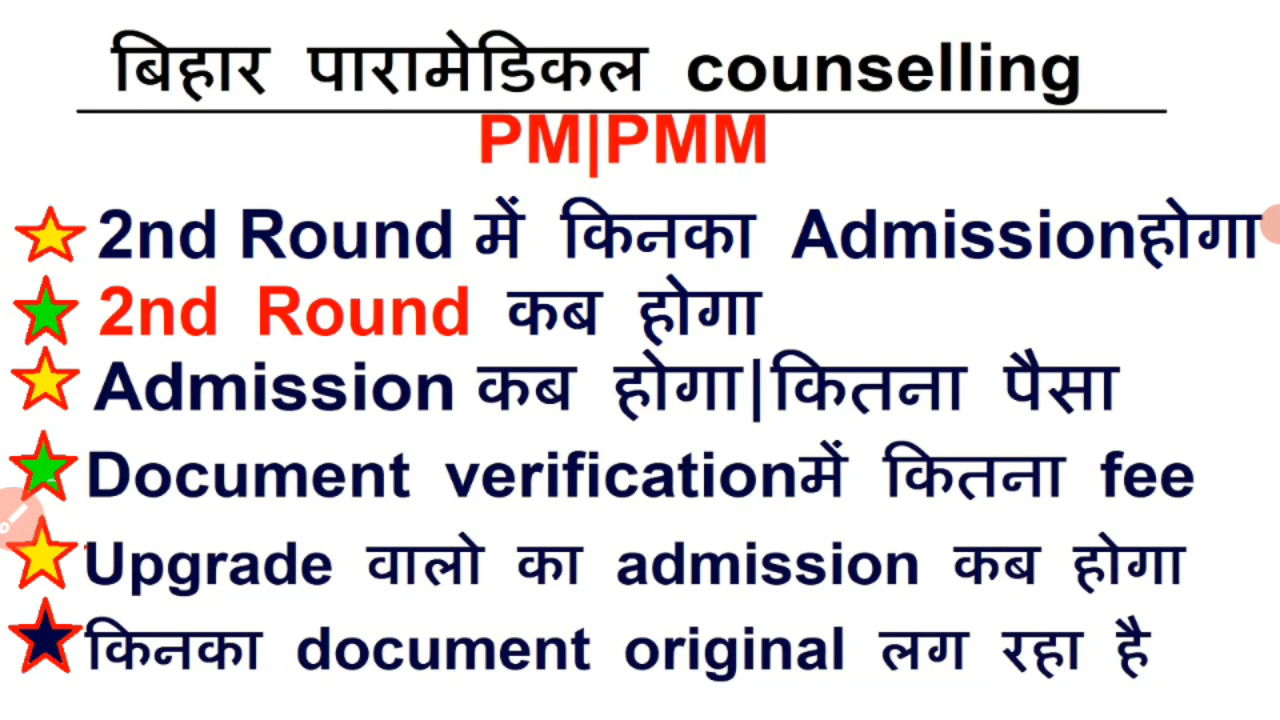 बिहार पारामेडिकल counselling
PM|PMM
2nd Round में किनका Admissionहोगा
2nd Round कब होगा
Admission कब होगा|कितना पैसा
Document verificationमें कितना fee
Upgrade वालो का admission कब होगा
किनका document original लग रहा है